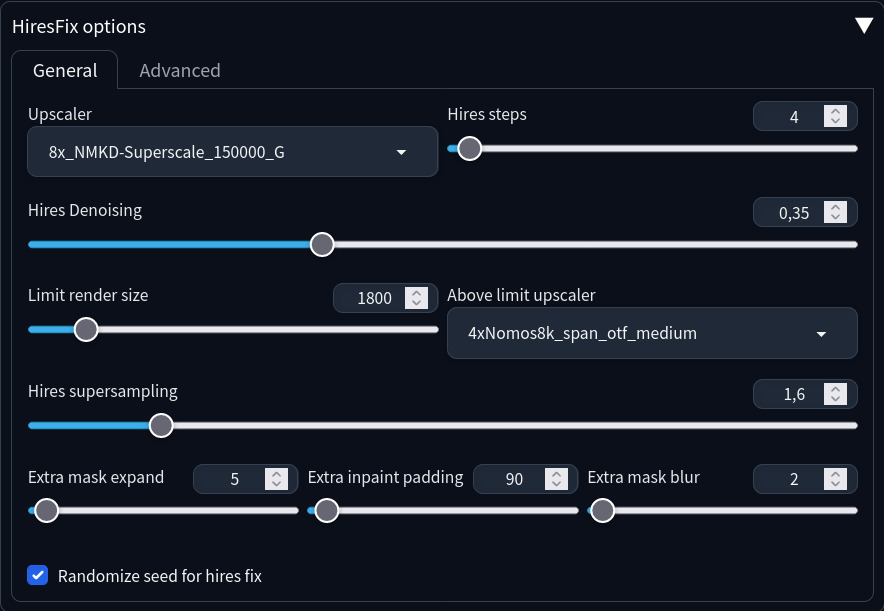 HiresFix options
General
Advanced
Upscaler
8x_NMKD-Superscale_150000_G
Hires steps
4
Hires Denoising
0,35
Limit render size
1800
Above limit upscaler
4xNomos8k_span_otf_medium
Hires supersampling
1,6
Extra mask expand
5
Extra inpaint padding
90
Extra mask blur
2
Randomize seed for hires fix